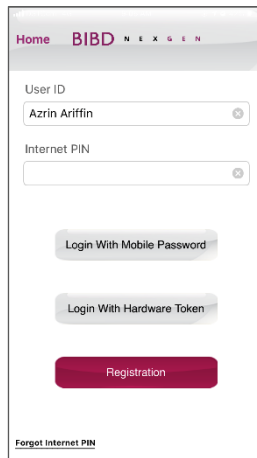 Home BIBD NEXGEN
User ID
Azrin Ariffin
Internet PIN
Login With Mobile Password
Login With Hardware Token
Registration
Forgot Internet PIN